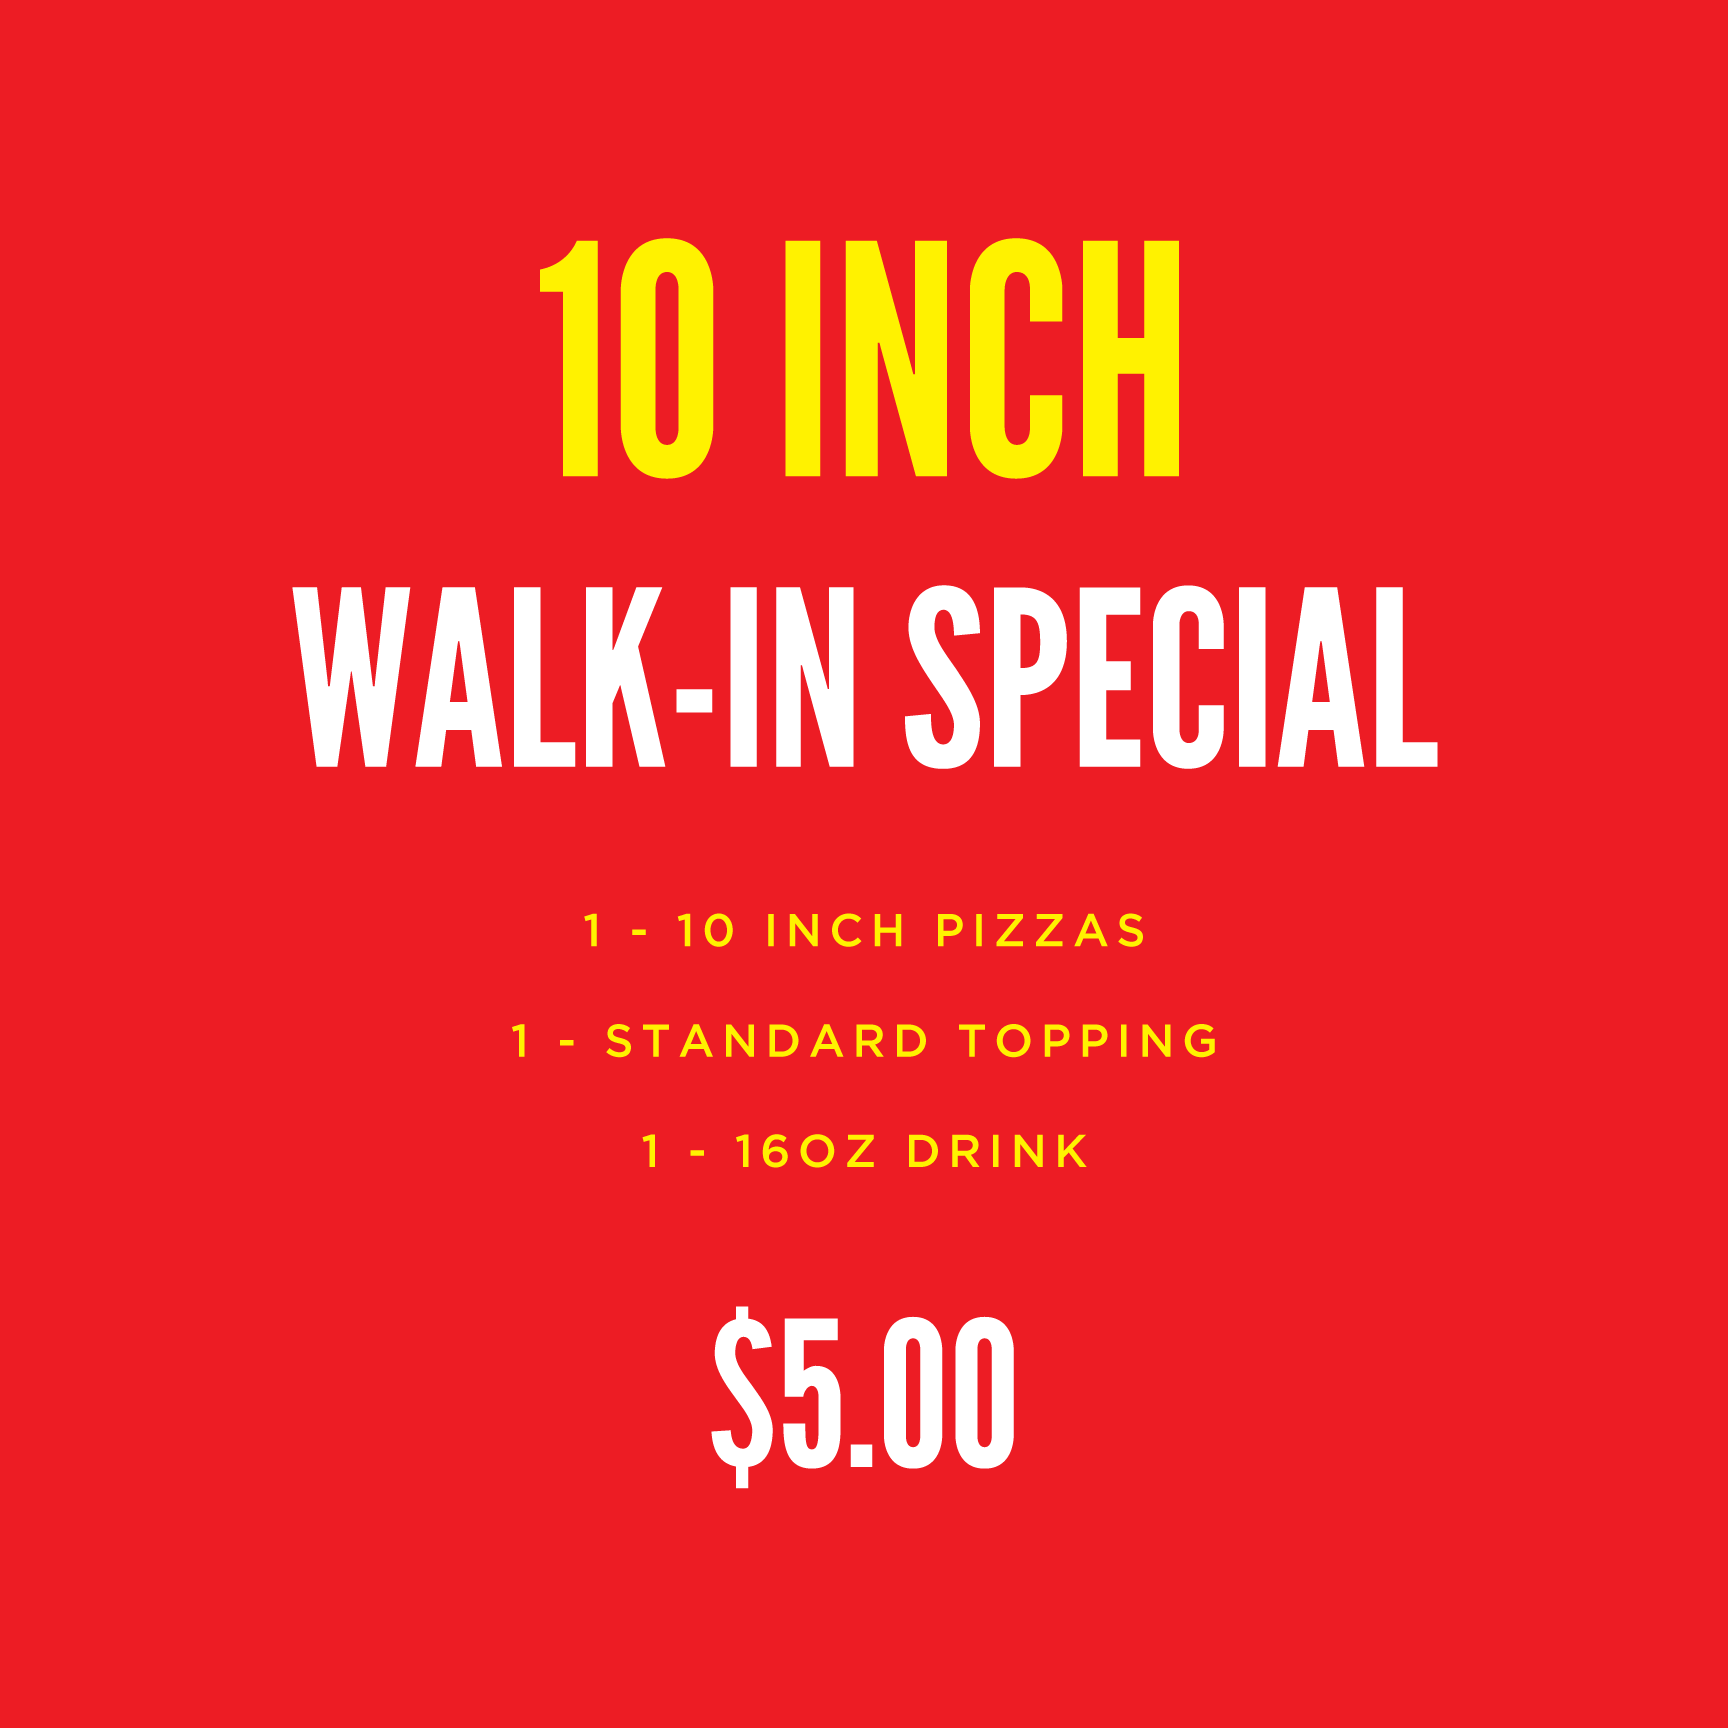 10 INCH
WALK-IN SPECIAL
1 - 10 INCH PIZZAS
1 - STANDARD TOPPING
1 - 16OZ DRINK
$5.00